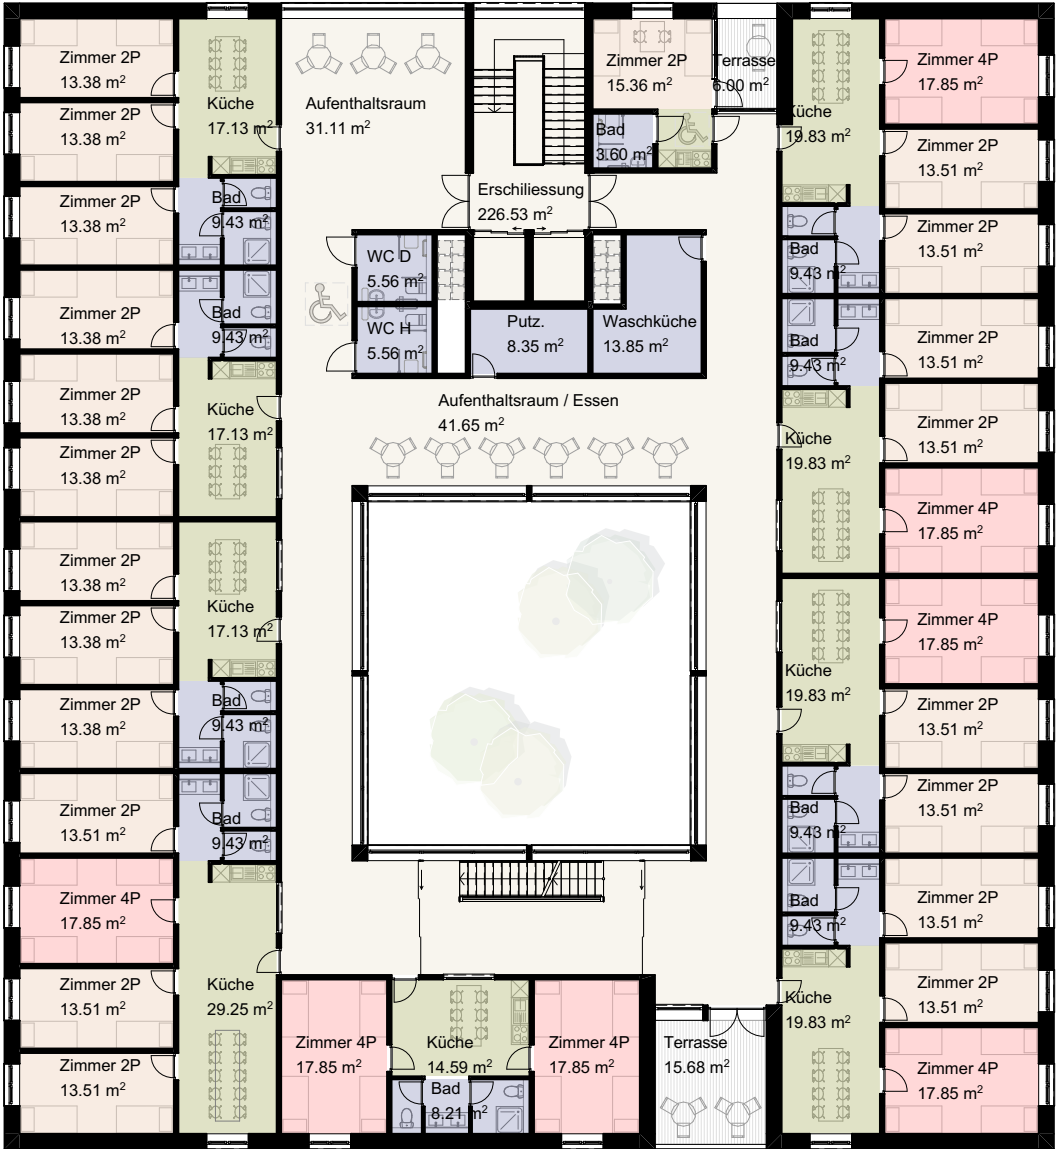 Zimmer 2P
13.38 m²
Zimmer 2P
13.38 m²
Zimmer 2P
13.38 m²
Zimmer 2P
13.38 m²
Zimmer 2P
13.38 m²
Zimmer 2P
13.38 m²
Zimmer 2P
13.38 m²
Zimmer 2P
13.38 m²
Zimmer 2P
13.38 m²
Zimmer 2P
13.51 m²
Zimmer 4P
17.85 m²
Zimmer 2P
13.51 m²
Zimmer 2P
13.51 m²
Küche
17.13 m²
Bad
9.43 m²
Bad
9.43 m²
Küche
17.13 m²
Küche
17.13 m²
Bad
9.43 m²
Bad
9.43 m²
Küche
29.25 m²
Aufenthaltsraum
31.11 m²
Erschliessung
226.53 m²
WC D
5.56 m²
WC H
5.56 m²
Putz.
8.35 m²
Waschküche
13.85 m²
Aufenthaltsraum / Essen
41.65 m²
Zimmer 2P
15.36 m²
Terrasse
6.00 m²
Bad
3.60 m²
Zimmer 4P
17.85 m²
Küche
14.59 m²
Bad
8.21 m²
Zimmer 4P
17.85 m²
Terrasse
15.68 m²
Küche
19.83 m²
Bad
9.43 m²
Bad
9.43 m²
Küche
19.83 m²
Küche
19.83 m²
Bad
9.43 m²
Bad
9.43 m²
Küche
19.83 m²
Zimmer 4P
17.85 m²
Zimmer 2P
13.51 m²
Zimmer 2P
13.51 m²
Zimmer 2P
13.51 m²
Zimmer 2P
13.51 m²
Zimmer 4P
17.85 m²
Zimmer 4P
17.85 m²
Zimmer 2P
13.51 m²
Zimmer 2P
13.51 m²
Zimmer 2P
13.51 m²
Zimmer 2P
13.51 m²
Zimmer 4P
17.85 m²